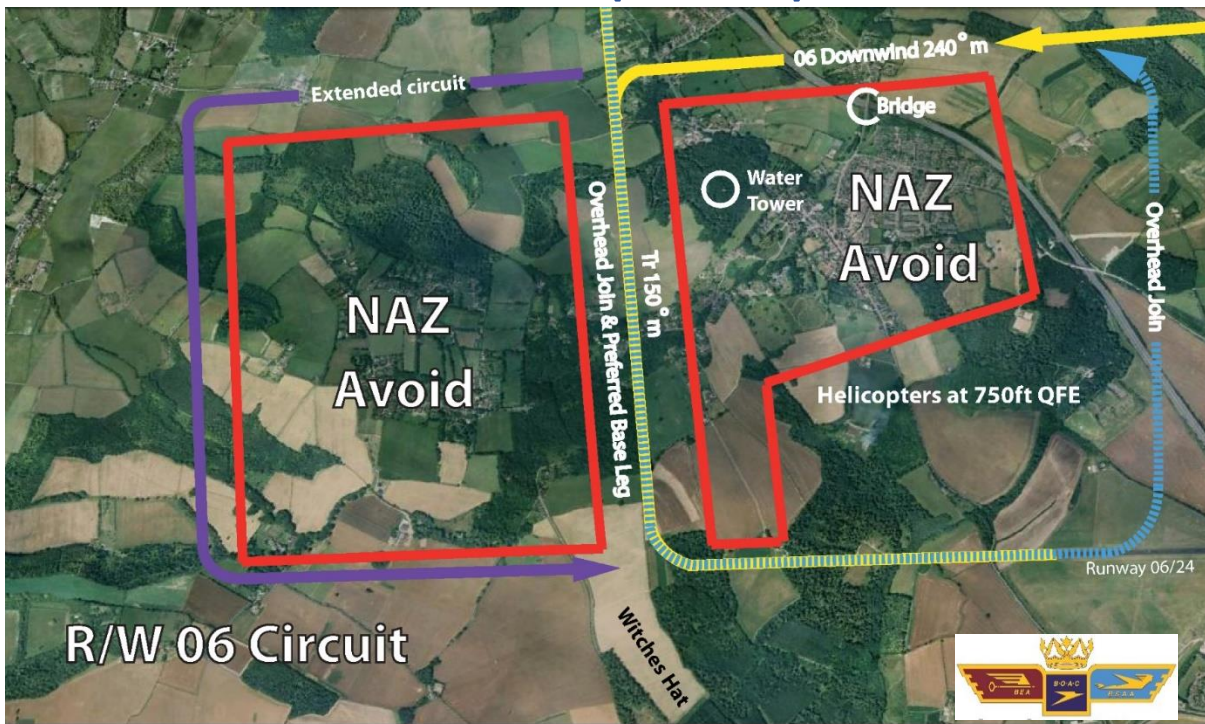 06 Downwind 240°m
Extended circuit
Bridge
Water
Tower
NAZ
Avoid
Overhead Join
Overhead Join & Preferred Base Leg
Tr 150°m
NAZ
Avoid
Helicopters at 750ft QFE
Runway 06/24
Witches Hat
R/W 06 Circuit
BEA
B·O·A·C